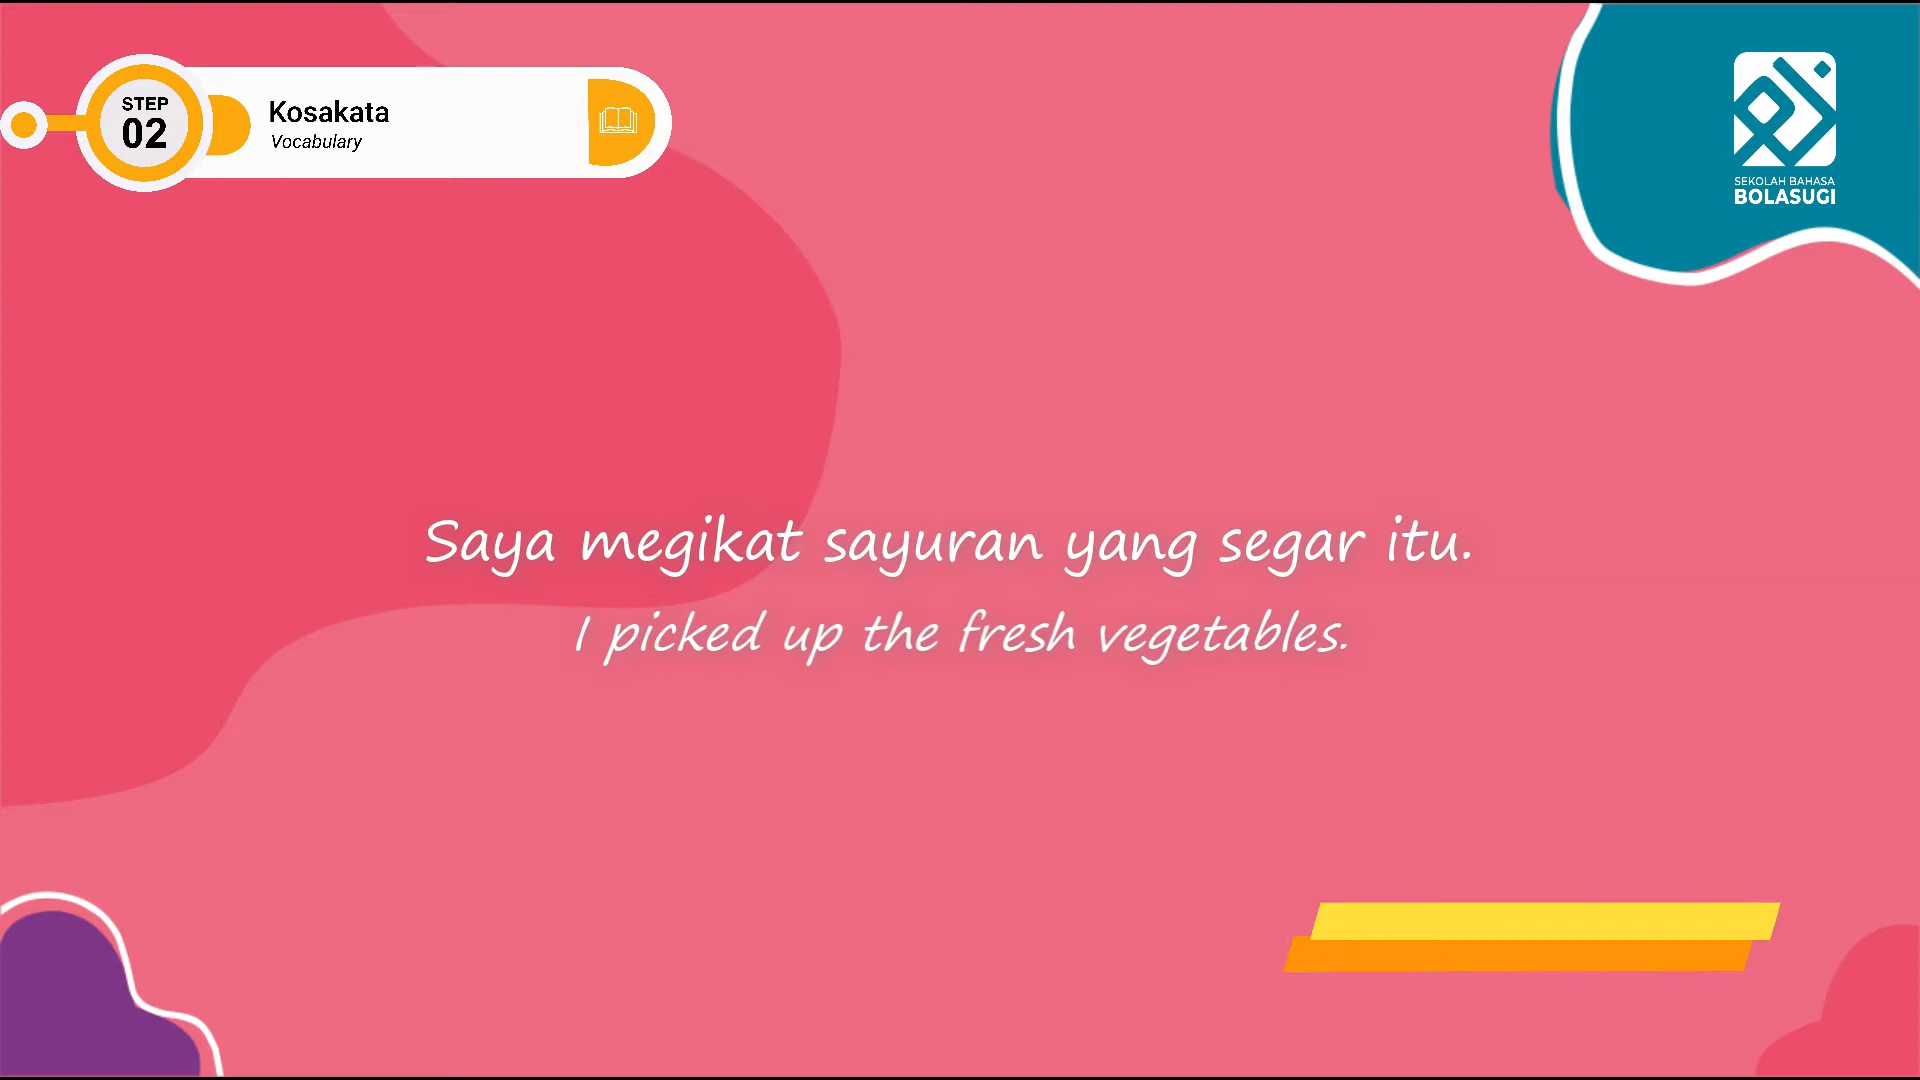 STEP
02
Kosakata
Vocabulary
SEKOLAH BAHASA
BOLASUGI
Saya megikat sayuran yang segar itu.
I picked up the fresh vegetables.